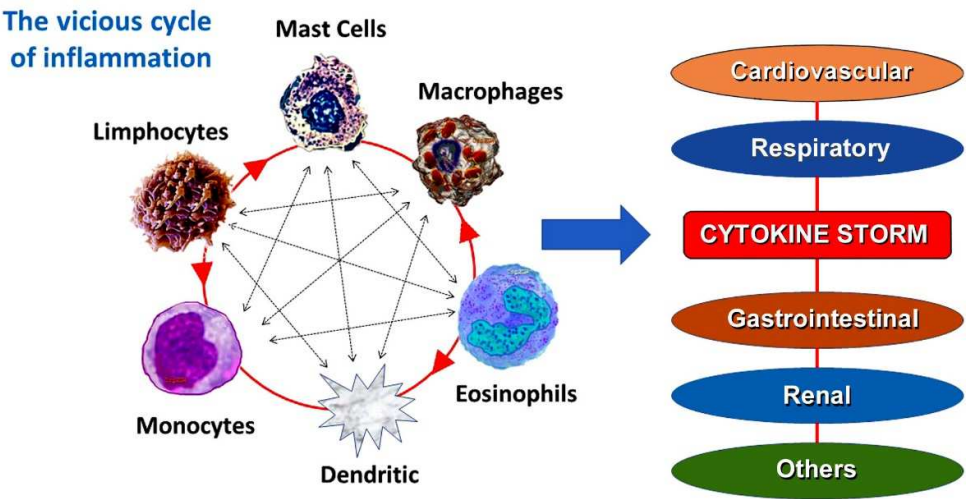 The vicious cycle
of inflammation
Mast Cells
Macrophages
Limphocytes
Monocytes
Dendritic
Eosinophils
Cardiovascular
Respiratory
CYTOKINE STORM
Gastrointestinal
Renal
Others